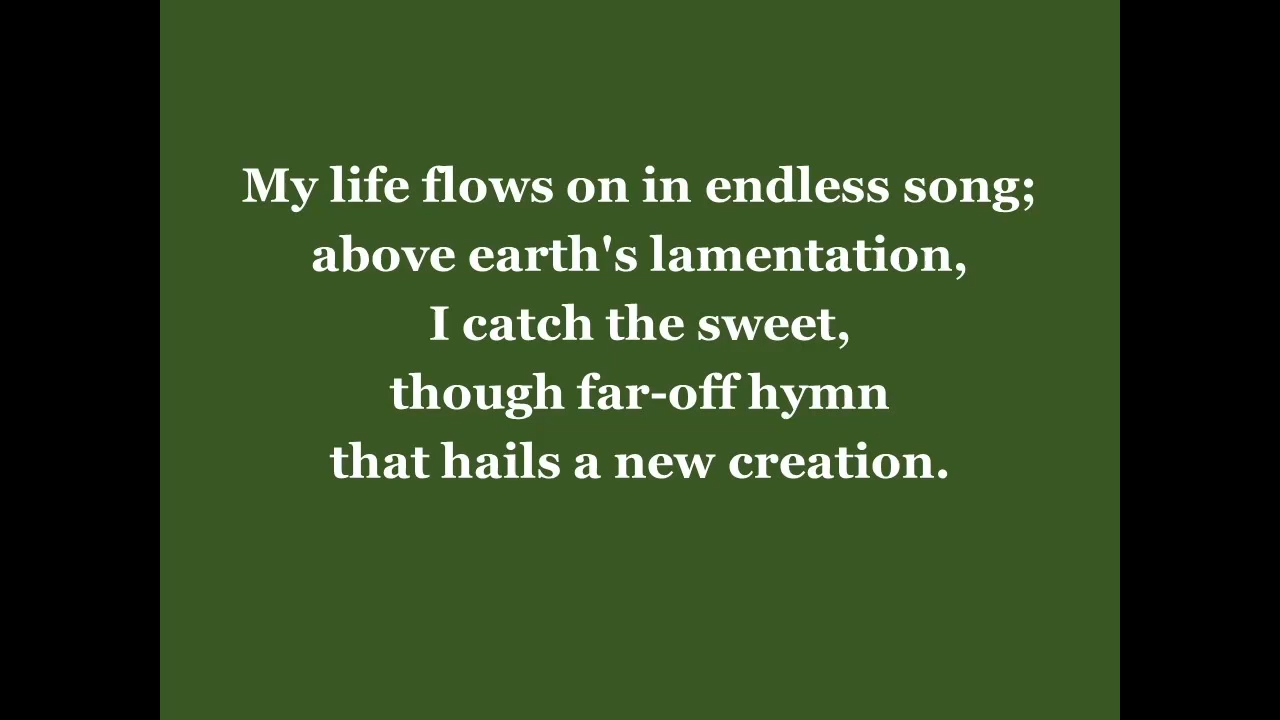 My life flows on in endless song;
above earth's lamentation,
I catch the sweet,
though far-off hymn
that hails a new creation.